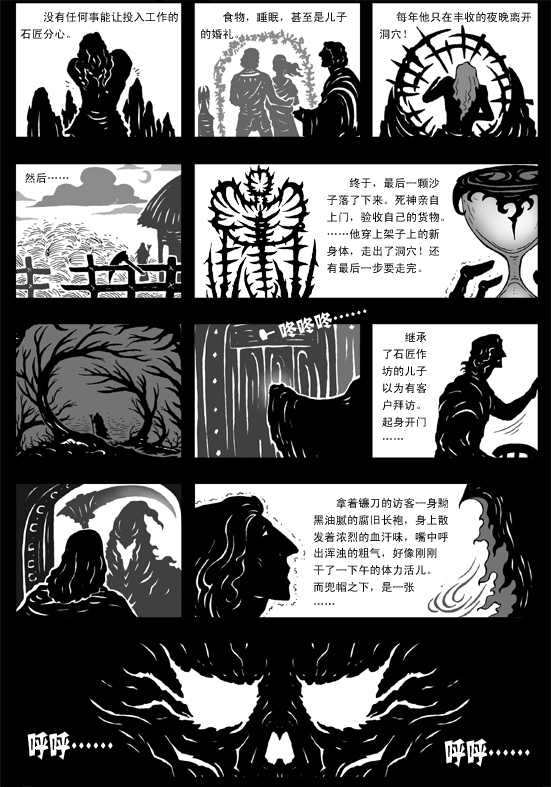 没有任何事能让投入工作的
石匠分心。
食物，睡眠，甚至是儿子
的婚礼。
每年他只在丰收的夜晚离开
洞穴！
然后……
终于，最后一颗沙
子落了下来。死神亲自
上门，验收自己的货物。
……他穿上架子上的新
身体，走出了洞穴！还
有最后一步要走完。
咚咚咚……
继承
了石匠作
坊的儿子
以为有客
户拜访。
起身开门
……
拿着镰刀的访客一身黝
黑油腻的腐旧长袍，身上散
发着浓烈的血汗味，嘴中呼
出浑浊的粗气，好像刚刚
干了一下午的体力活儿。
而兜帽之下，是一张
……
呼呼……
呼呼……